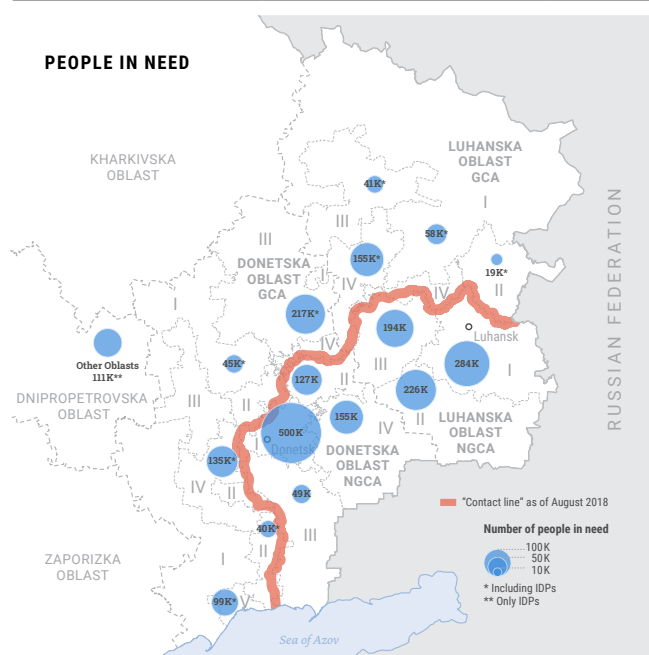 PEOPLE IN NEED
KHARKIVSKA
OBLAST
LUHANSKA
OBLAST
GCA
I
41K*
III
58K*
III
DONETSKA
OBLAST
GCA
155K*
I
IV
19K*
II
IV
RUSSIAN FEDERATION
I
217K*
194K
Luhansk
IV
Other Oblasts
111K**
45K*
127K
II
III
284K
I
226K
DNIPROPETROVSKA
OBLAST
III
II
155K
II
500K
I
Donetsk
IV
LUHANSKA
OBLAST
NGCA
DONETSKA
OBLAST
NGCA
135K*
IV
II
49K
"Contact line" as of August 2018
40K*
III
Number of people in need
100K
50K
10K
ZAPORIZKA
OBLAST
I
II
* Including IDPs
** Only IDPs
99K*
V
Sea of Azov